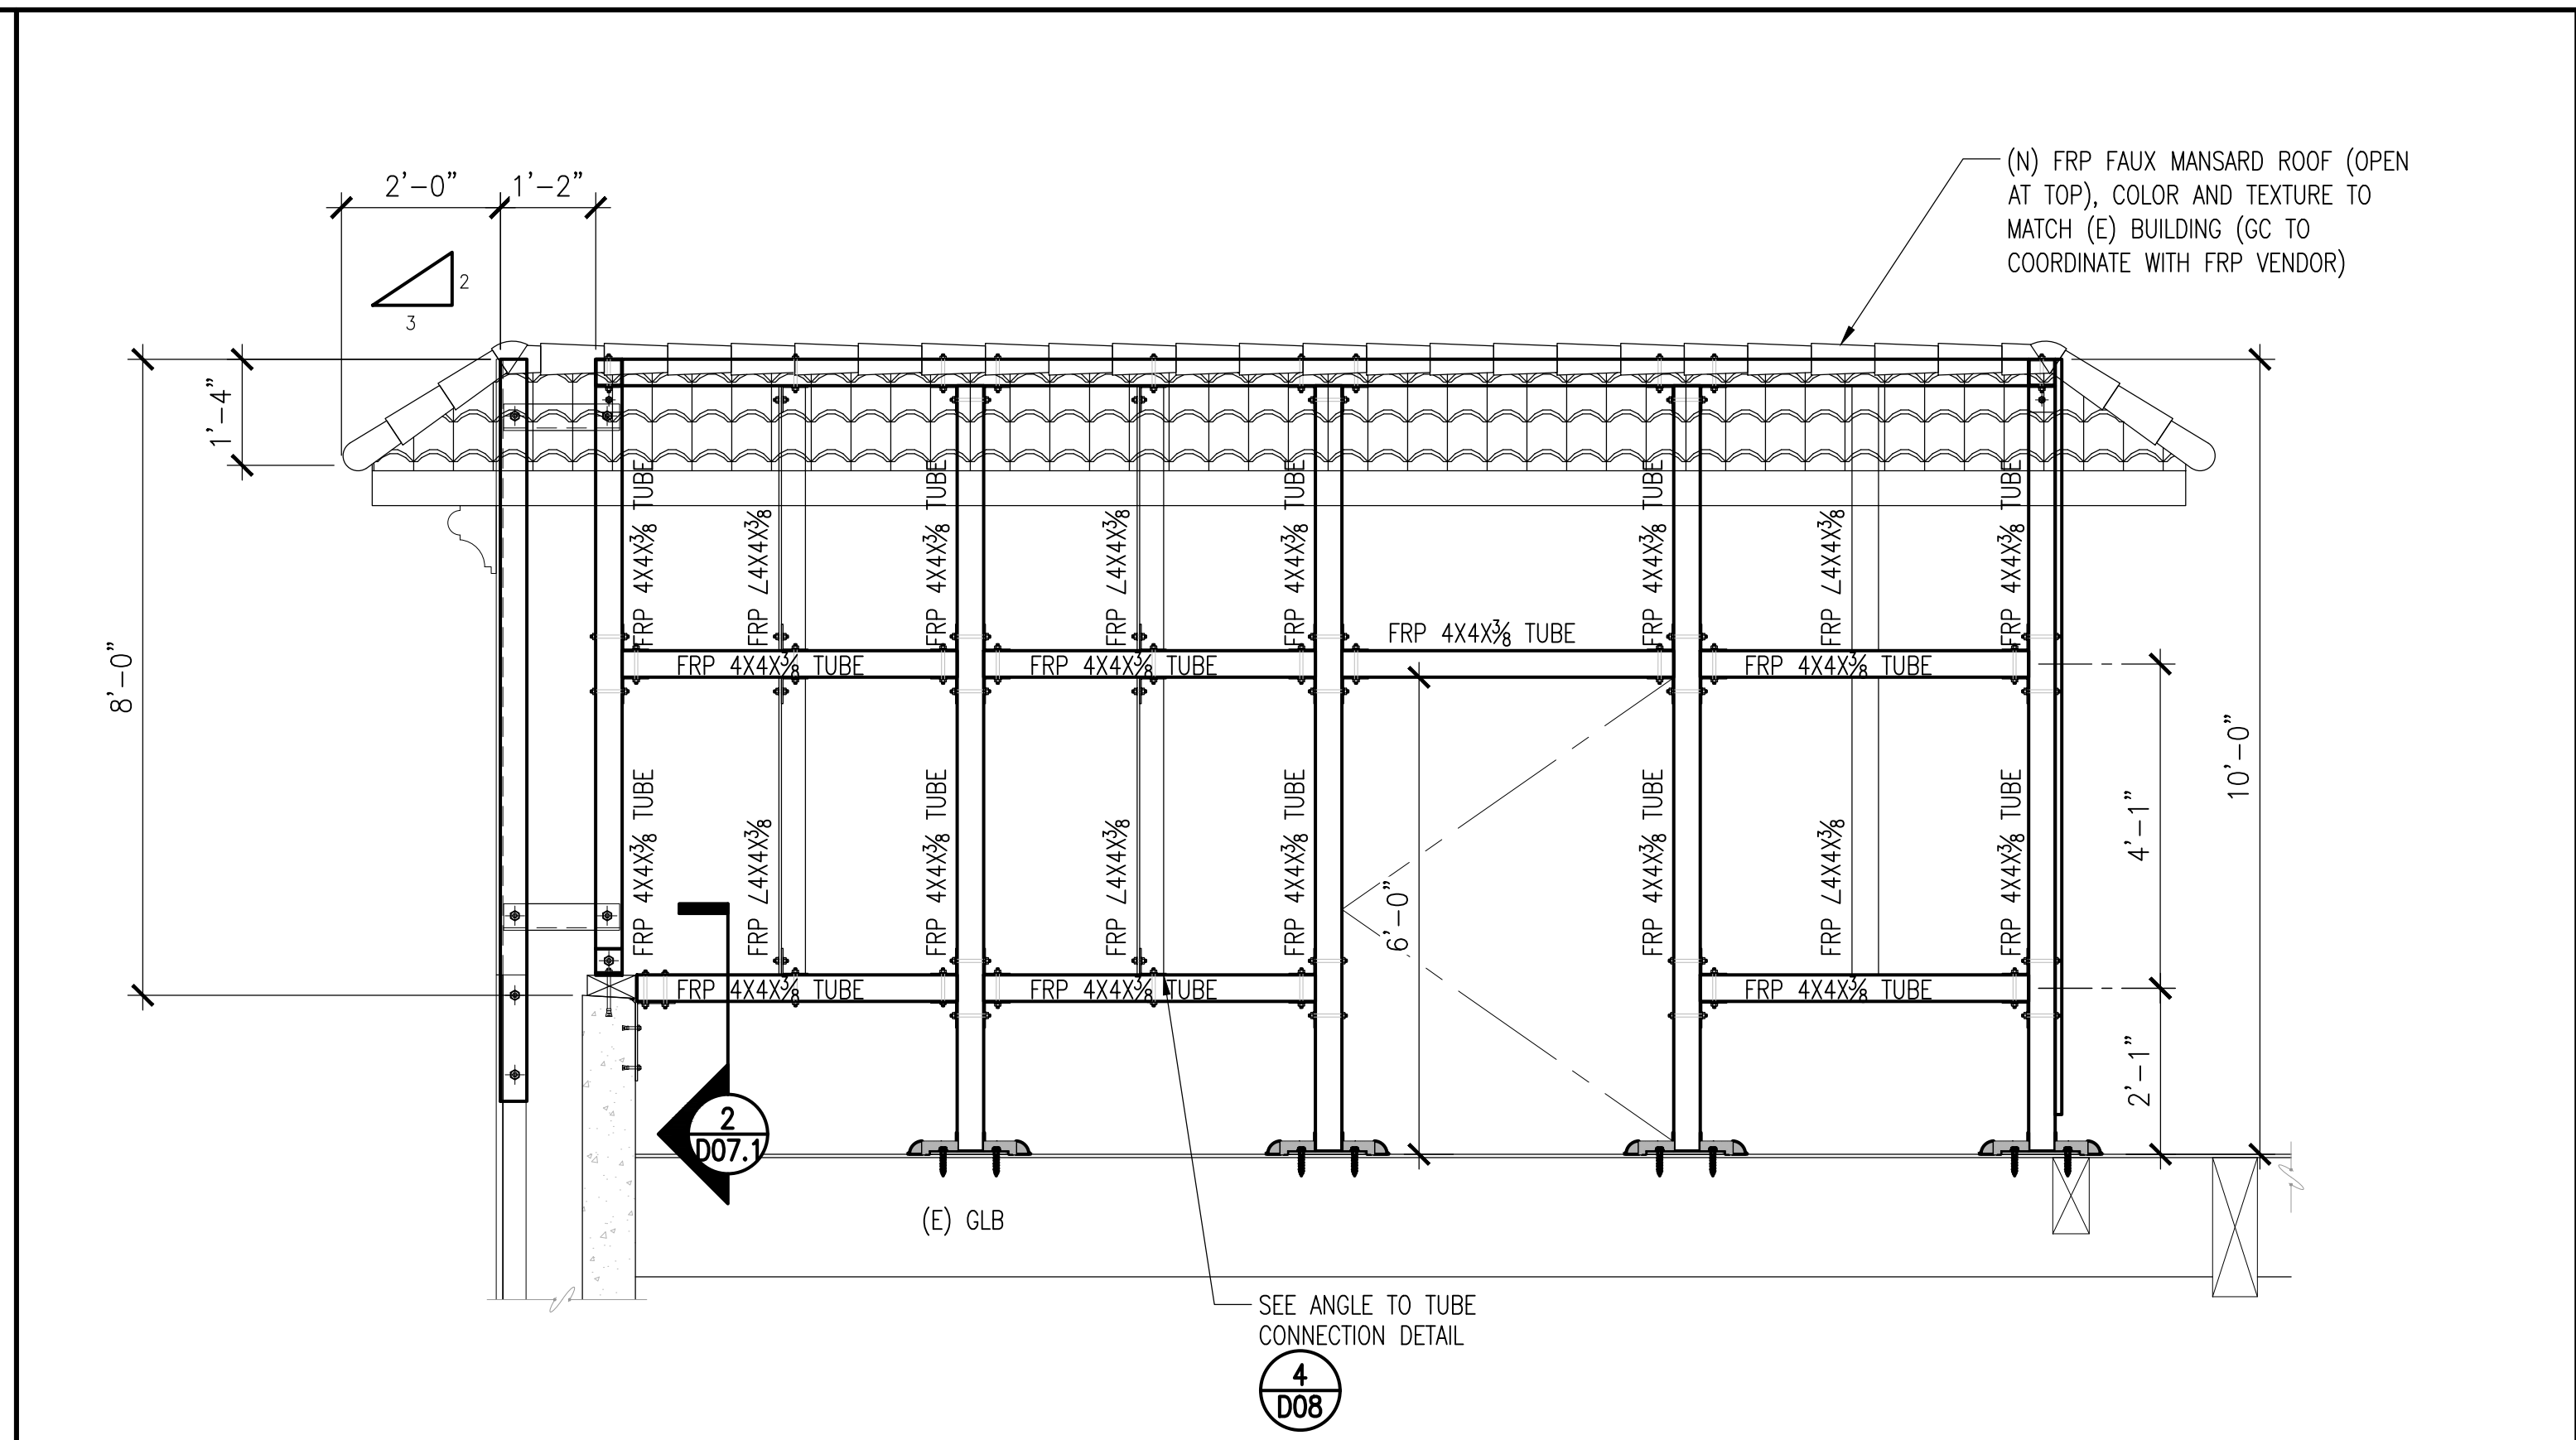 (N) FRP FAUX MANSARD ROOF (OPEN
AT TOP), COLOR AND TEXTURE TO
MATCH (E) BUILDING (GC TO
COORDINATE WITH FRP VENDOR)
2'-0"
1'-2"
2
3
1'-4"
8'-0"
FRP 4X4X⅜ TUBE
FRP ∠4X4X⅜
FRP 4X4X⅜ TUBE
FRP ∠4X4X⅜
FRP 4X4X⅜ TUBE
FRP 4X4X⅜ TUBE
FRP ∠4X4X⅜
FRP 4X4X⅜ TUBE
FRP 4X4X⅜ TUBE
FRP 4X4X⅜ TUBE
FRP 4X4X⅜ TUBE
FRP 4X4X⅜ TUBE
FRP 4X4X⅜ TUBE
FRP ∠4X4X⅜
FRP 4X4X⅜ TUBE
FRP ∠4X4X⅜
FRP 4X4X⅜ TUBE
6'-0"
FRP 4X4X⅜ TUBE
FRP ∠4X4X⅜
FRP 4X4X⅜ TUBE
4'-1"
10'-0"
2'-1"
FRP 4X4X⅜ TUBE
FRP 4X4X⅜ TUBE
FRP 4X4X⅜ TUBE
2
D07.1
(E) GLB
SEE ANGLE TO TUBE
CONNECTION DETAIL
4
D08